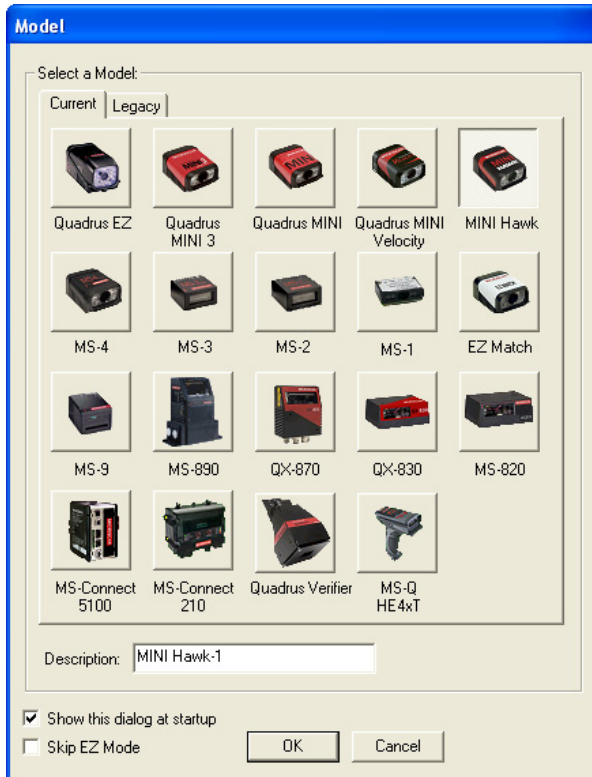 Model
Select a Model:
Current Legacy
Quadrus EZ
Quadrus MINI 3
Quadrus MINI
Quadrus MINI Velocity
MINI Hawk
MS-4
MS-3
MS-2
MS-1
EZ Match
MS-9
MS-890
QX-870
QX-830
MS-820
MS-Connect 5100
MS-Connect 210
Quadrus Verifier
MS-Q HE4xT
Description: MINI Hawk-1
Show this dialog at startup
Skip EZ Mode
OK
Cancel